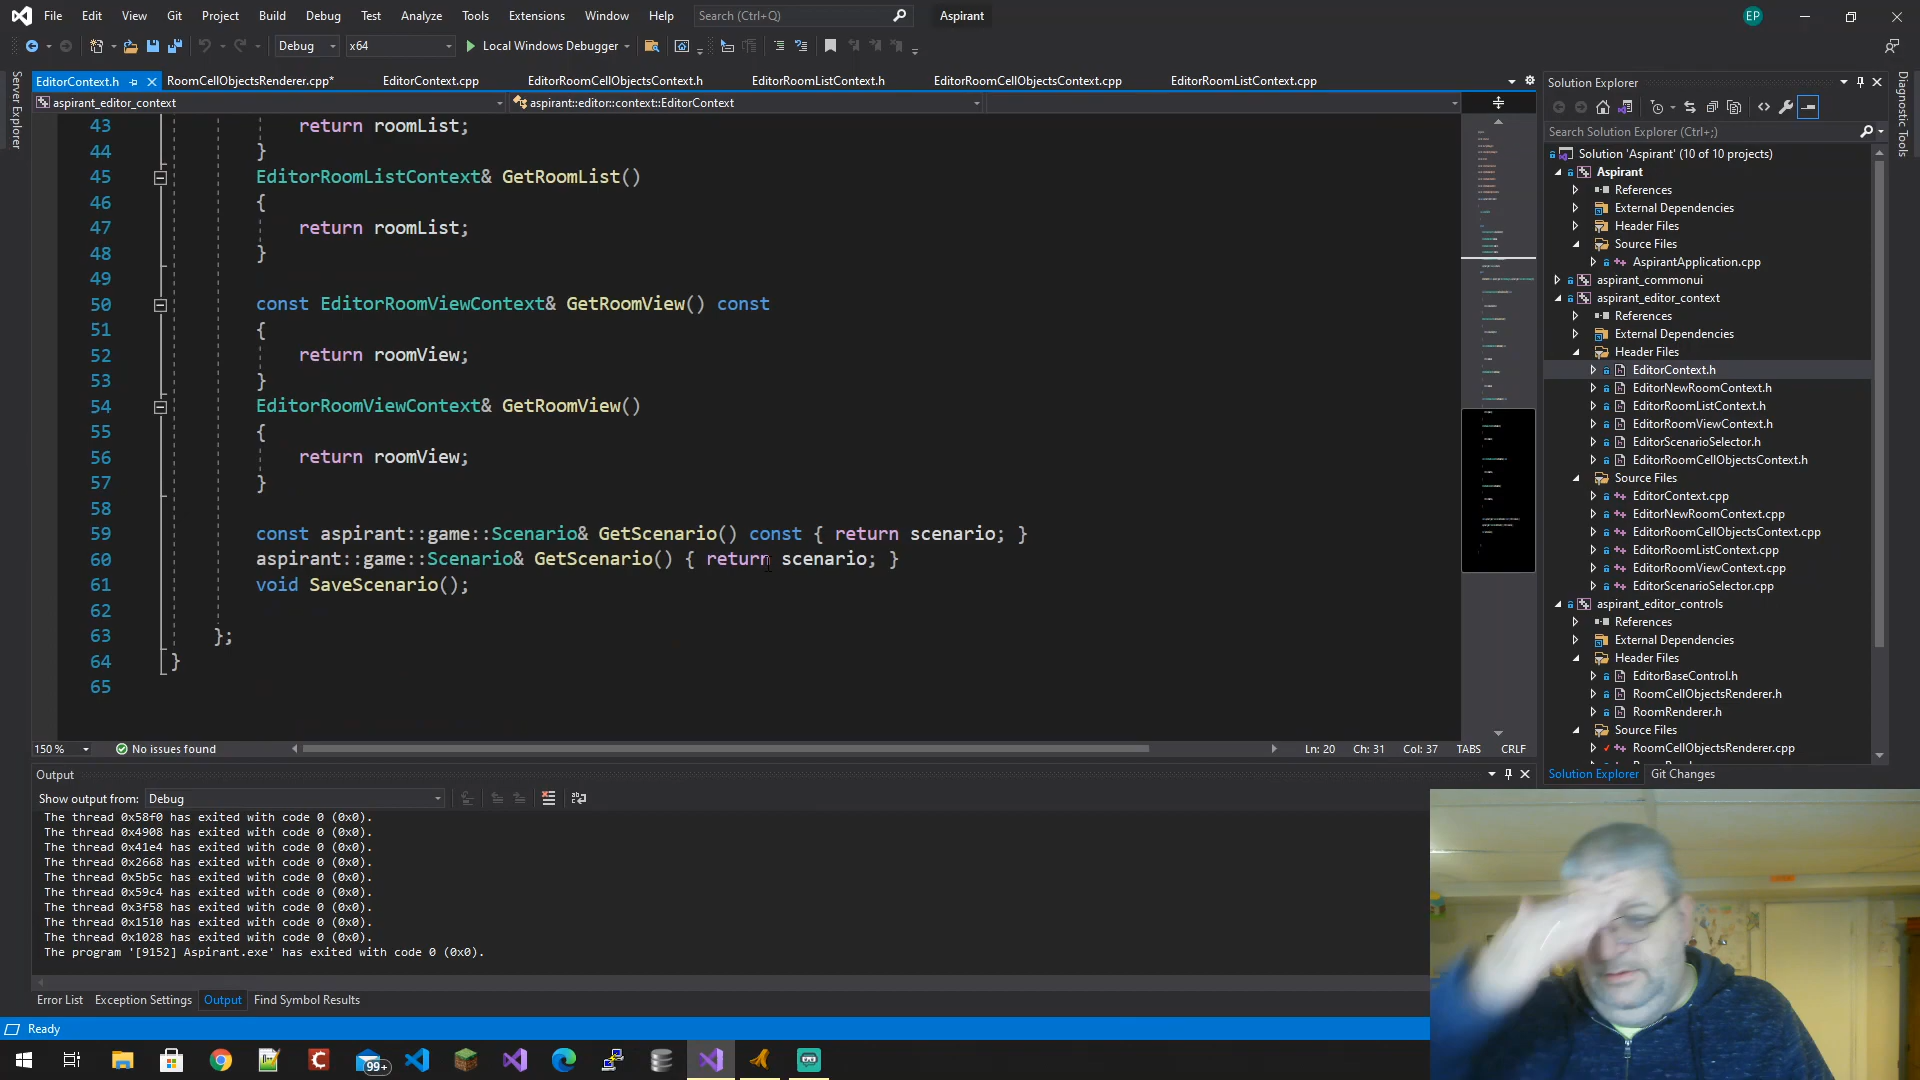 File Edit View Git Project Build Debug Test Analyze Tools Extensions Window Help Search (Ctrl+Q) Aspirant EP
Debug x64 Local Windows Debugger
EditorContext.h RoomCellObjectsRenderer.cpp* EditorContext.cpp EditorRoomCellObjectsContext.h EditorRoomListContext.h EditorRoomCellObjectsContext.cpp EditorRoomListContext.cpp
aspirant_editor_context aspirant::editor::context::EditorContext
Server Explorer
43 return roomList;
44 }
45 EditorRoomListContext& GetRoomList()
46 {
47 return roomList;
48 }
49
50 const EditorRoomViewContext& GetRoomView() const
51 {
52 return roomView;
53 }
54 EditorRoomViewContext& GetRoomView()
55 {
56 return roomView;
57 }
58
59 const aspirant::game::Scenario& GetScenario() const { return scenario; }
60 aspirant::game::Scenario& GetScenario() { return scenario; }
61 void SaveScenario();
62
63 };
64 }
65
150 % No issues found Ln: 20 Ch: 31 Col: 37 TABS CRLF
Output
Show output from: Debug
The thread 0x58f0 has exited with code 0 (0x0).
The thread 0x4908 has exited with code 0 (0x0).
The thread 0x41e4 has exited with code 0 (0x0).
The thread 0x2668 has exited with code 0 (0x0).
The thread 0x5b5c has exited with code 0 (0x0).
The thread 0x59c4 has exited with code 0 (0x0).
The thread 0x3f58 has exited with code 0 (0x0).
The thread 0x1510 has exited with code 0 (0x0).
The thread 0x1028 has exited with code 0 (0x0).
The program '[9152] Aspirant.exe' has exited with code 0 (0x0).
Error List Exception Settings Output Find Symbol Results
Ready
99+
Solution Explorer
Search Solution Explorer (Ctrl+;)
Solution 'Aspirant' (10 of 10 projects)
Aspirant
References
External Dependencies
Header Files
Source Files
AspirantApplication.cpp
aspirant_commonui
aspirant_editor_context
References
External Dependencies
Header Files
EditorContext.h
EditorNewRoomContext.h
EditorRoomListContext.h
EditorRoomViewContext.h
EditorScenarioSelector.h
EditorRoomCellObjectsContext.h
Source Files
EditorContext.cpp
EditorNewRoomContext.cpp
EditorRoomCellObjectsContext.cpp
EditorRoomListContext.cpp
EditorRoomViewContext.cpp
EditorScenarioSelector.cpp
aspirant_editor_controls
References
External Dependencies
Header Files
EditorBaseControl.h
RoomCellObjectsRenderer.h
RoomRenderer.h
Source Files
RoomCellObjectsRenderer.cpp
Solution Explorer Git Changes
Diagnostic Tools